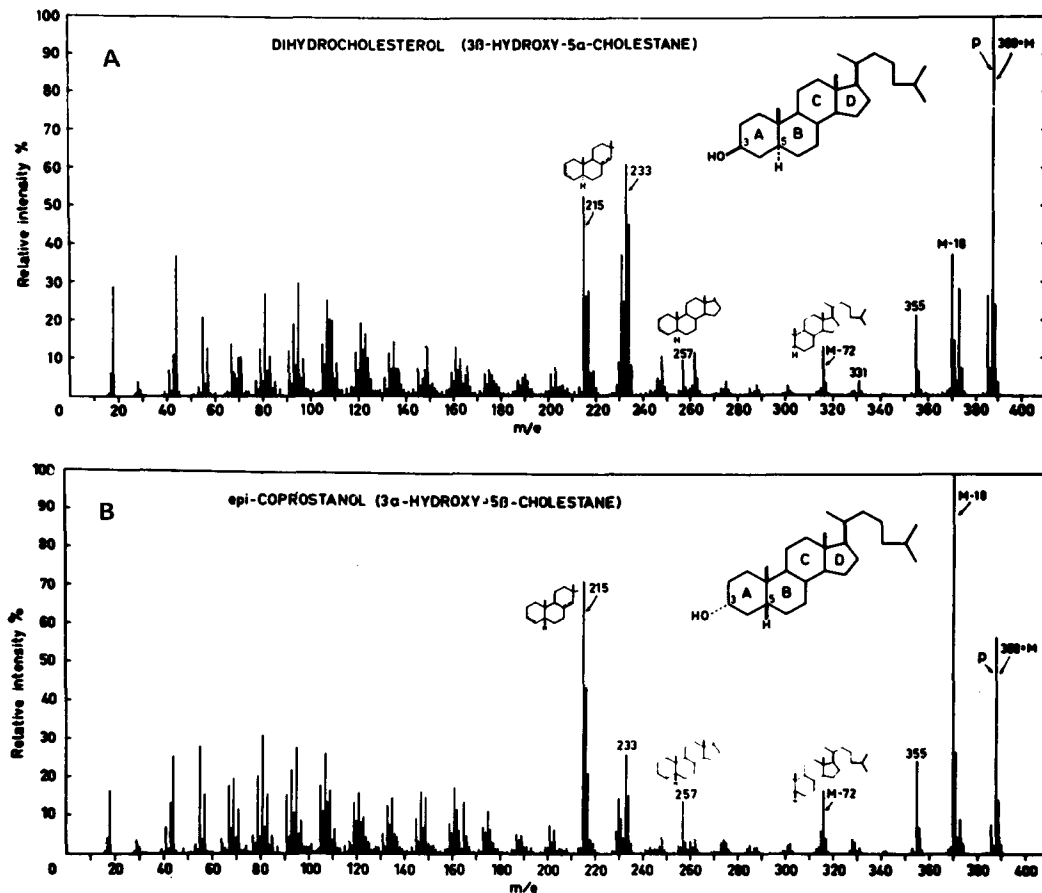 A
DIHYDROCHOLESTEROL (3β-HYDROXY-5α-CHOLESTANE)
Relative intensity %
100
90
80
70
60
50
40
30
20
10
0
P
388=M
C
D
A
B
3
5
HO
H
H
215
233
H
257
H
M-72
331
355
M-18
20 40 60 80 100 120 140 160 180 200 220 240 260 280 300 320 340 360 380 400
m/e
B
epi-COPROSTANOL (3α-HYDROXY-5β-CHOLESTANE)
Relative intensity %
100
90
80
70
60
50
40
30
20
10
0
M-18
P
388=M
C
D
A
B
3
5
HO
H
215
233
257
M-72
355
20 40 60 80 100 120 140 160 180 200 220 240 260 280 300 320 340 360 380 400
m/e